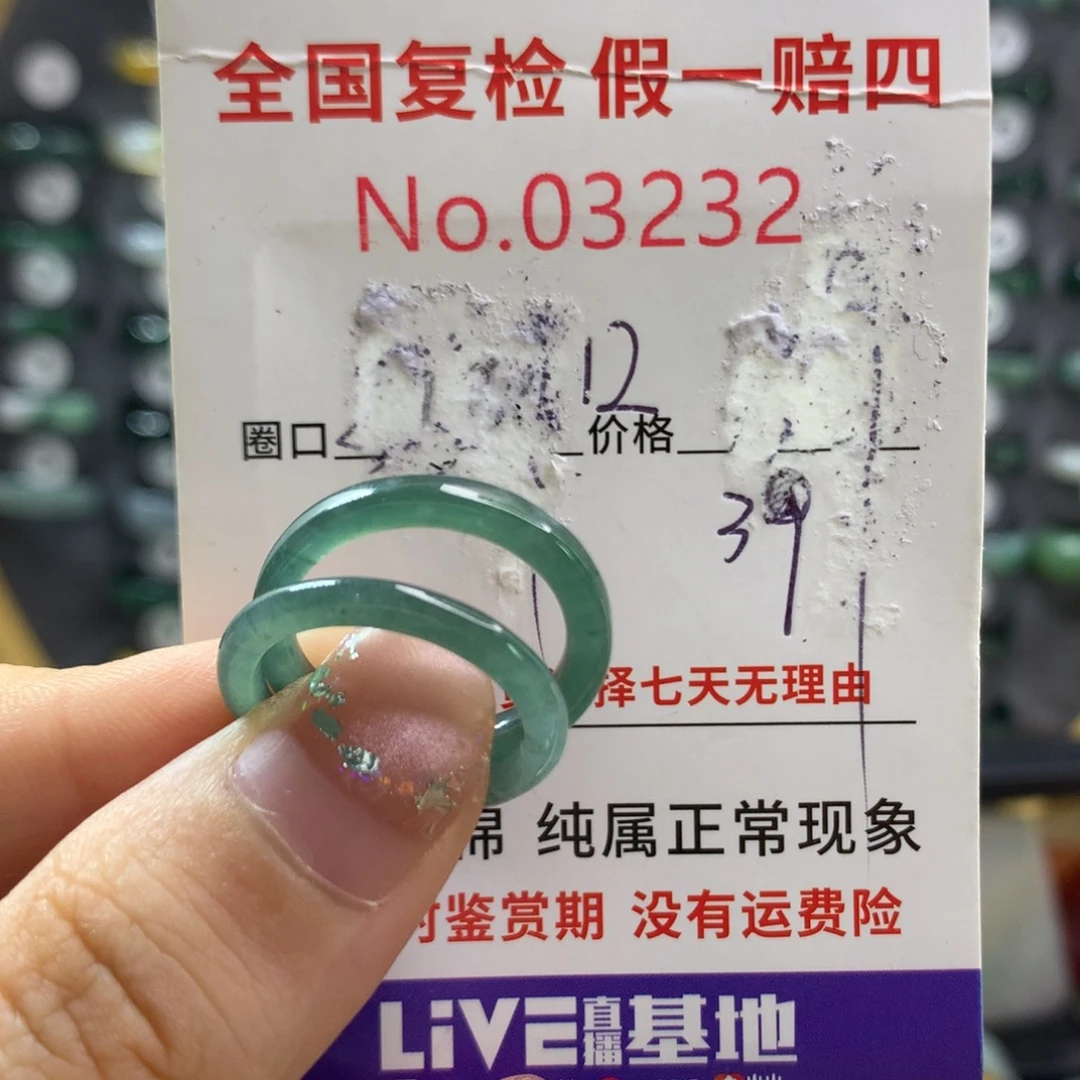 全国复检 假一赔四
No.03232
12
圈口 价格
39
择七天无理由
纯属正常现象
鉴赏期 没有运费险
LiVE直播基地